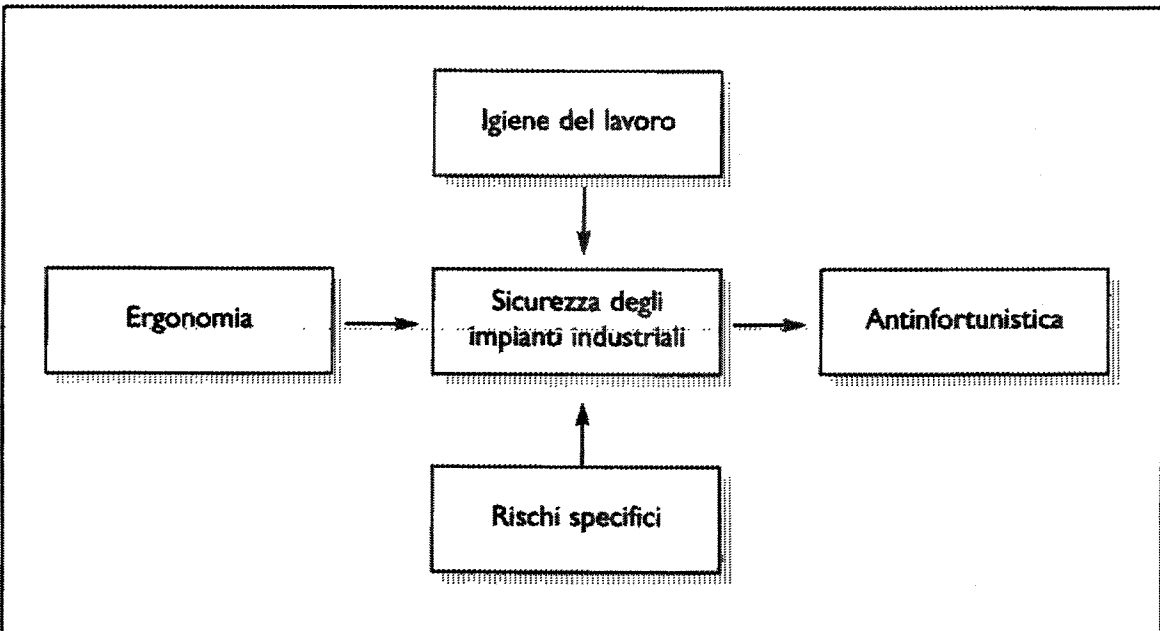 Igiene del lavoro
Ergonomia
Sicurezza degli
impianti industriali
Antinfortunistica
Rischi specifici